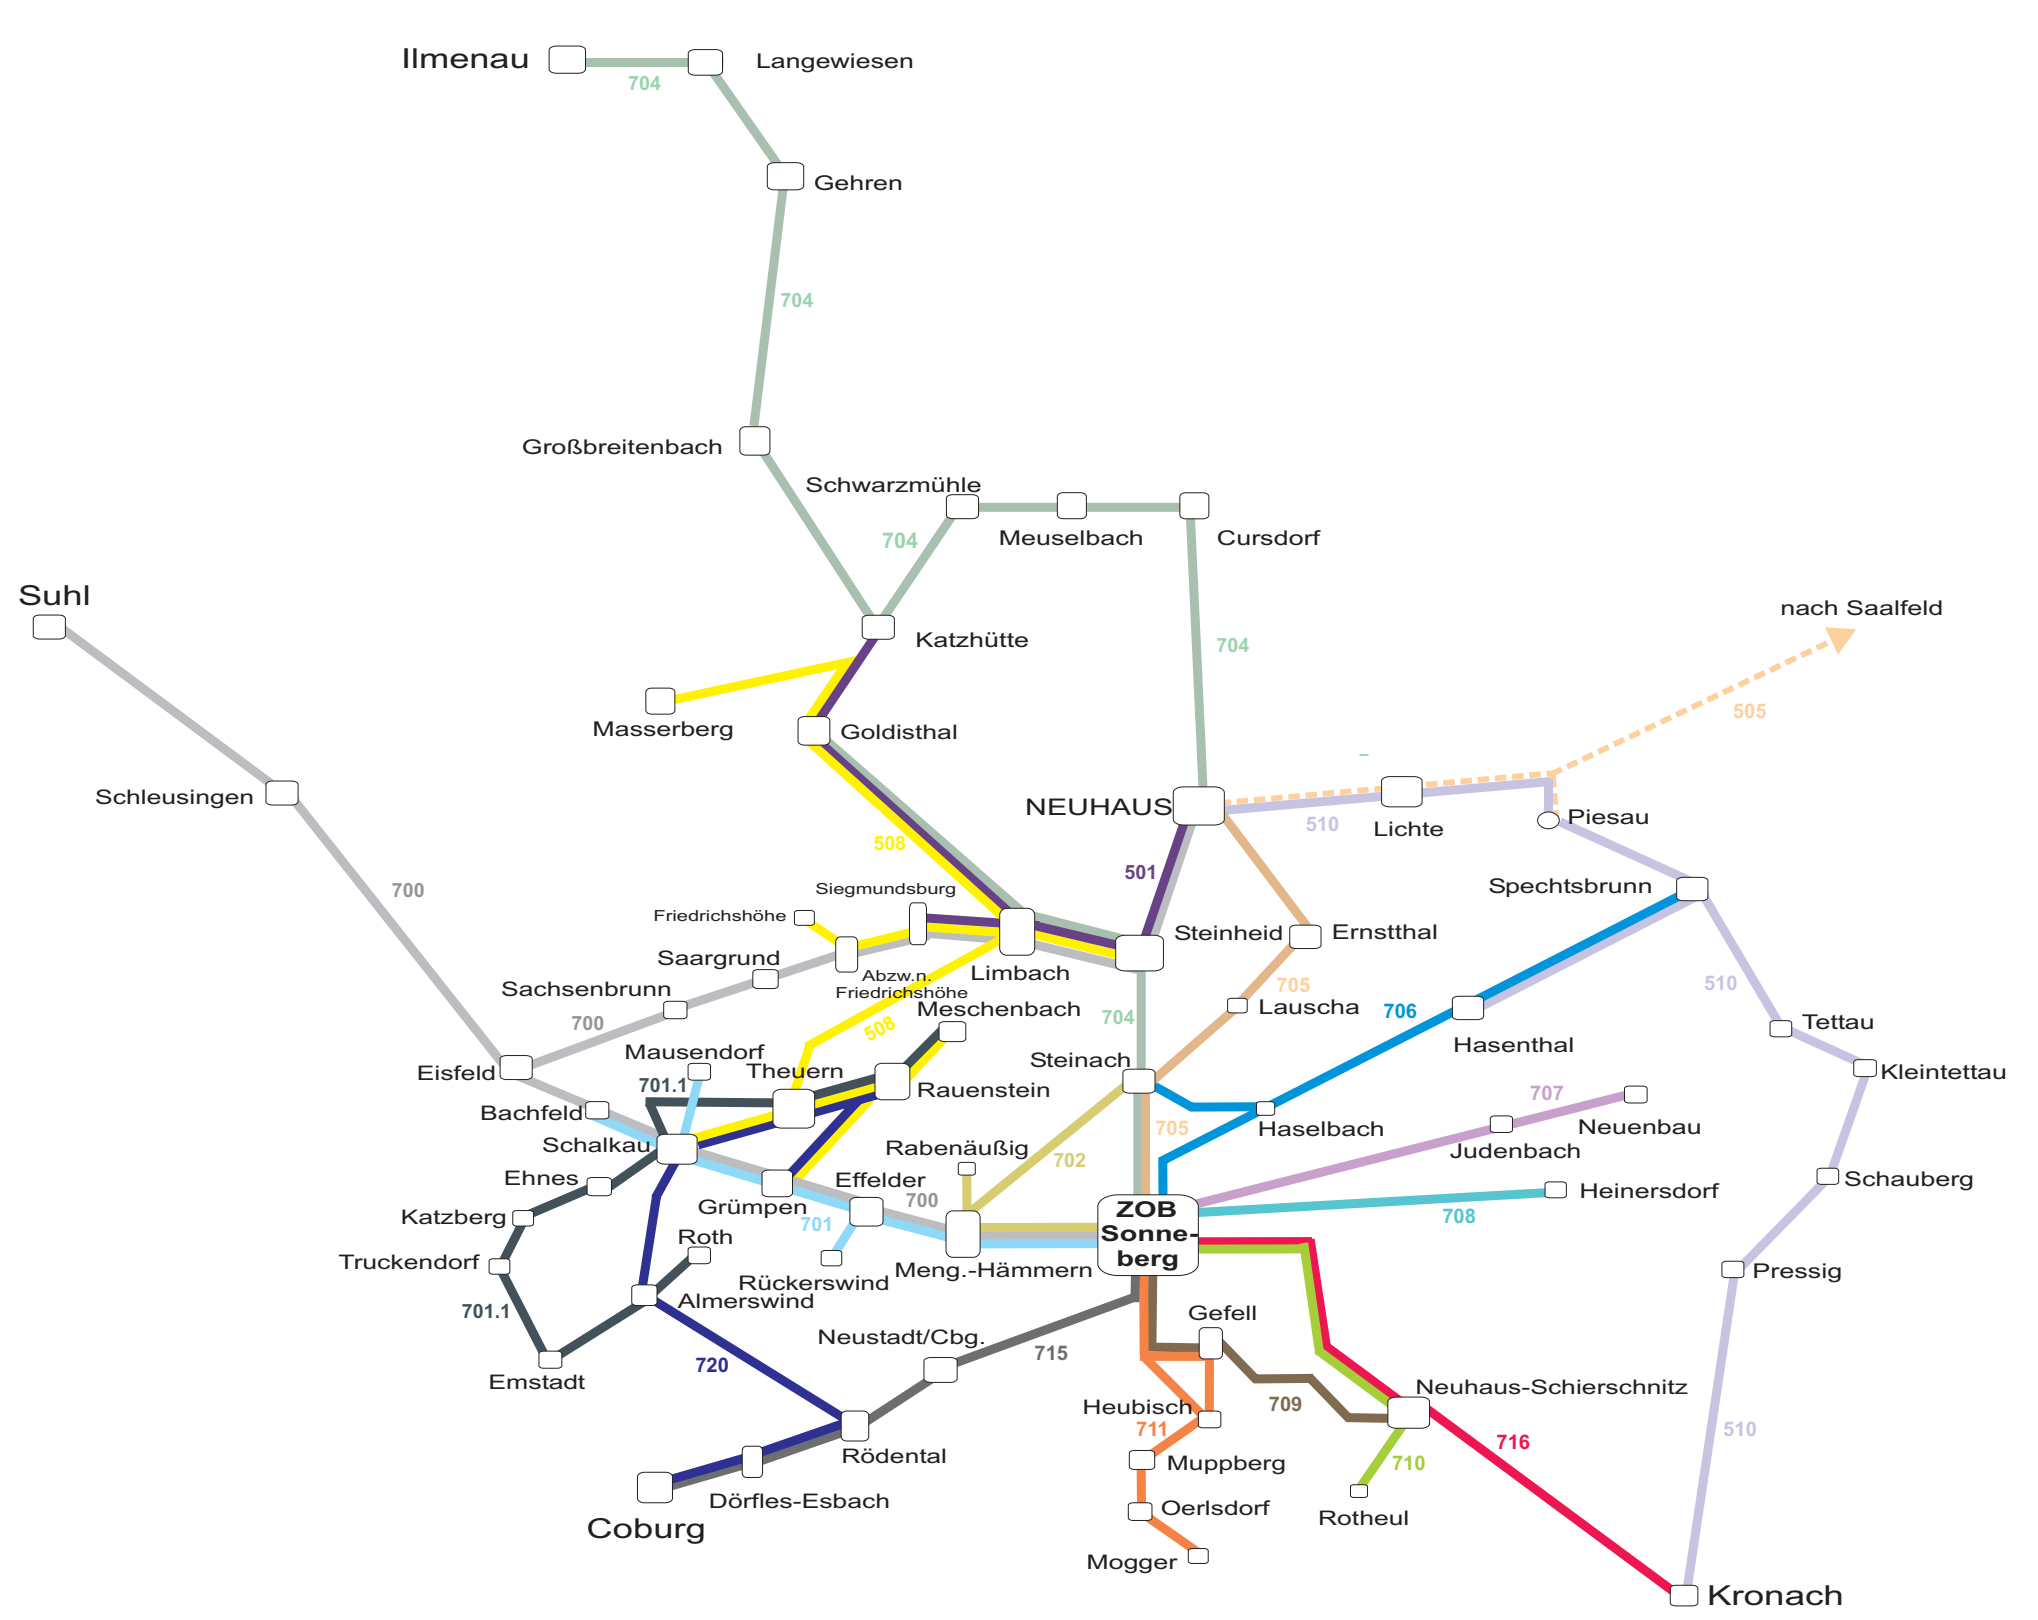 Ilmenau
Langewiesen
704
Gehren
704
Großbreitenbach
Schwarzmühle
704
Meuselbach
Cursdorf
Suhl
nach Saalfeld
Katzhütte
704
Masserberg
Goldisthal
505
Schleusingen
NEUHAUS
510
Lichte
Piesau
508
501
700
Siegmundsburg
Spechtsbrunn
Friedrichshöhe
Steinheid
Ernstthal
Saargrund
Abzw.n.
Friedrichshöhe
Limbach
Sachsenbrunn
705
510
700
508
Meschenbach
704
Lauscha
706
Tettau
Mausendorf
Hasenthal
Eisfeld
701.1
Theuern
Steinach
Kleintettau
Rauenstein
707
Bachfeld
Schalkau
705
Haselbach
Neuenbau
Rabenäußig
702
Judenbach
Ehnes
Effelder
Schauberg
Heinersdorf
Katzberg
Grümpen
700
701
ZOB
Sonne-
berg
708
Roth
Truckendorf
Rückerswind
Meng.-Hämmern
Pressig
701.1
Almerswind
Gefell
Neustadt/Cbg.
715
720
Emstadt
Neuhaus-Schierschnitz
Heubisch
709
711
510
716
Rödental
Muppberg
710
Dörfles-Esbach
Oerlsdorf
Rotheul
Coburg
Mogger
Kronach